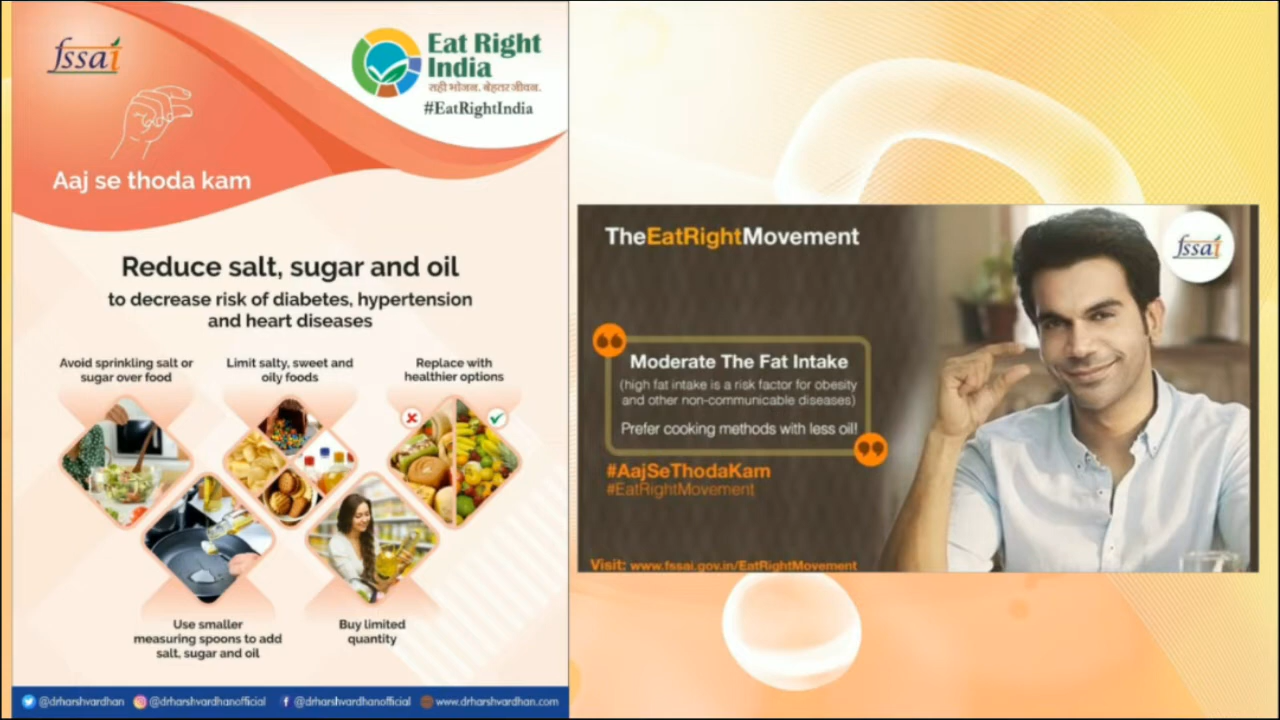 fssai
Eat Right
India
सही भोजन. बेहतर जीवन.
#EatRightIndia
Aaj se thoda kam
Reduce salt, sugar and oil
to decrease risk of diabetes, hypertension
and heart diseases
Avoid sprinkling salt or
sugar over food
Limit salty, sweet and
oily foods
Replace with
healthier options
Use smaller
measuring spoons to add
salt, sugar and oil
Buy limited
quantity
@drharshvardhan @drharshvardhanofficial @drharshvardhanofficial www.drharshvardhan.com
TheEatRightMovement
fssai
Moderate The Fat Intake
(high fat intake is a risk factor for obesity
and other non-communicable diseases)
Prefer cooking methods with less oil!
#AajSeThodaKam
#EatRightMovement
Visit: www.fssai.gov.in/EatRightMovement